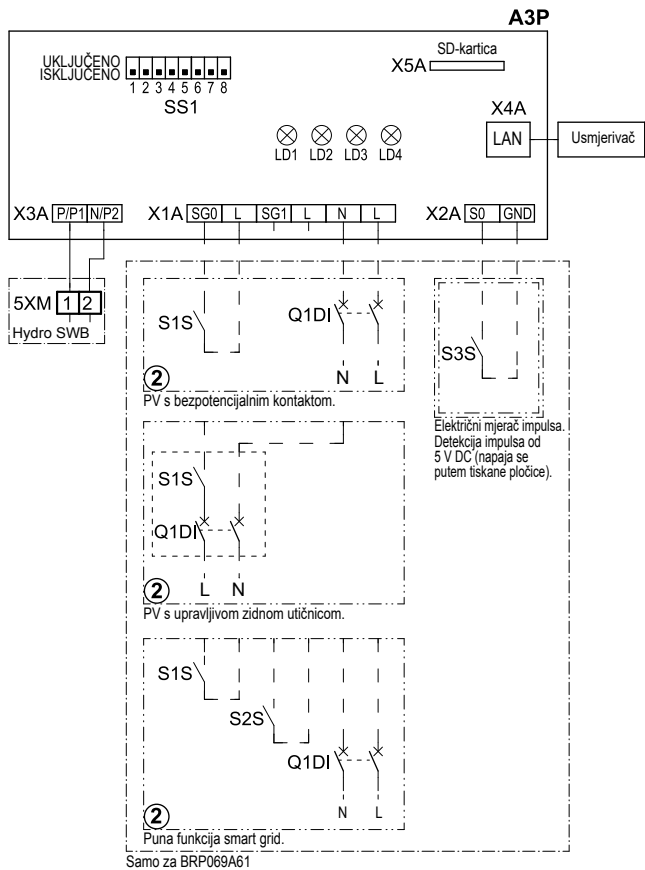 A3P
UKLJUČENO
ISKLJUČENO
1 2 3 4 5 6 7 8
SS1
SD-kartica
X5A
X4A
LAN
Usmjerivač
LD1 LD2 LD3 LD4
X3A P/P1 N/P2
X1A SG0 L SG1 L N L
X2A S0 GND
5XM 1 2
Hydro SWB
S1S
Q1DI
N L
2
PV s bezpotencijalnim kontaktom.
S3S
Električni mjerač impulsa.
Detekcija impulsa od
5 V DC (napaja se
putem tiskane pločice).
S1S
Q1DI
L N
2
PV s upravljivom zidnom utičnicom.
S1S
S2S
Q1DI
N L
2
Puna funkcija smart grid.
Samo za BRP069A61